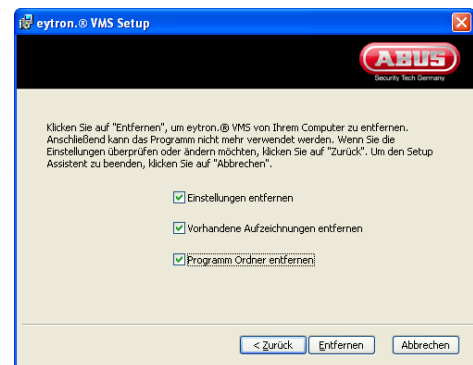 eytron.® VMS Setup
ABUS
Security Tech Germany
Klicken Sie auf "Entfernen", um eytron.® VMS von Ihrem Computer zu entfernen.
Anschließend kann das Programm nicht mehr verwendet werden. Wenn Sie die
Einstellungen überprüfen oder ändern möchten, klicken Sie auf "Zurück". Um den Setup
Assistent zu beenden, klicken Sie auf "Abbrechen".
Einstellungen entfernen
Vorhandene Aufzeichnungen entfernen
Programm Ordner entfernen
< Zurück Entfernen Abbrechen